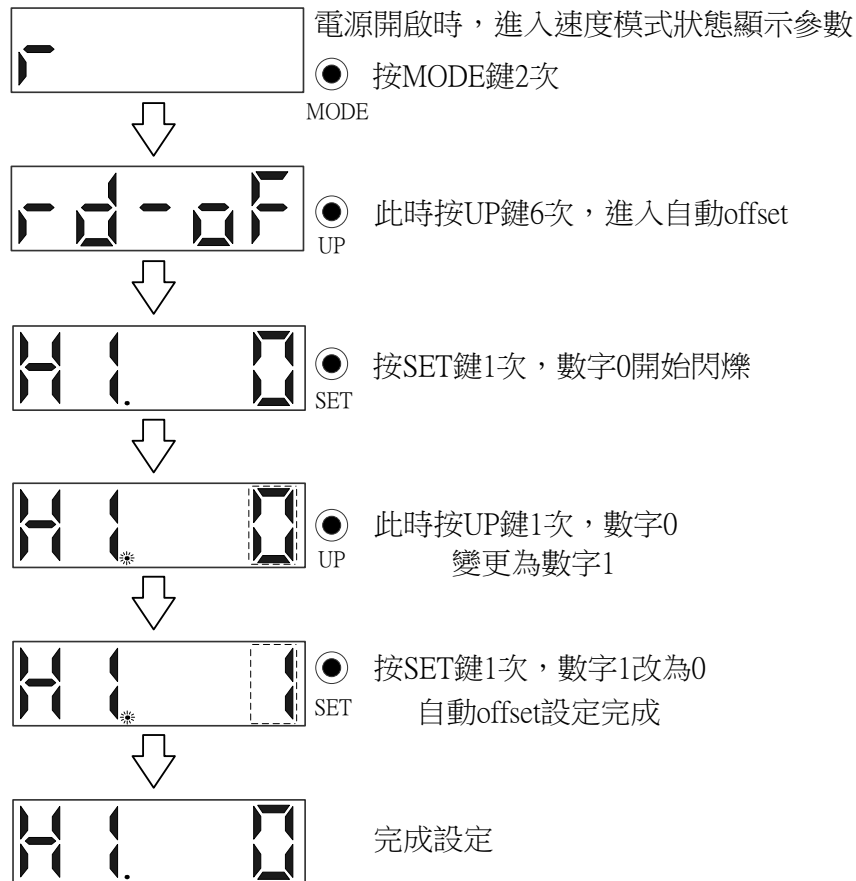 電源開啟時，進入速度模式狀態顯示參數
r
按MODE鍵2次
MODE
rd-oF
此時按UP鍵6次，進入自動offset
UP
H1. 0
按SET鍵1次，數字0開始閃爍
SET
H1. 0
此時按UP鍵1次，數字0
UP
變更為數字1
H1. 1
按SET鍵1次，數字1改為0
SET
自動offset設定完成
H1. 0
完成設定